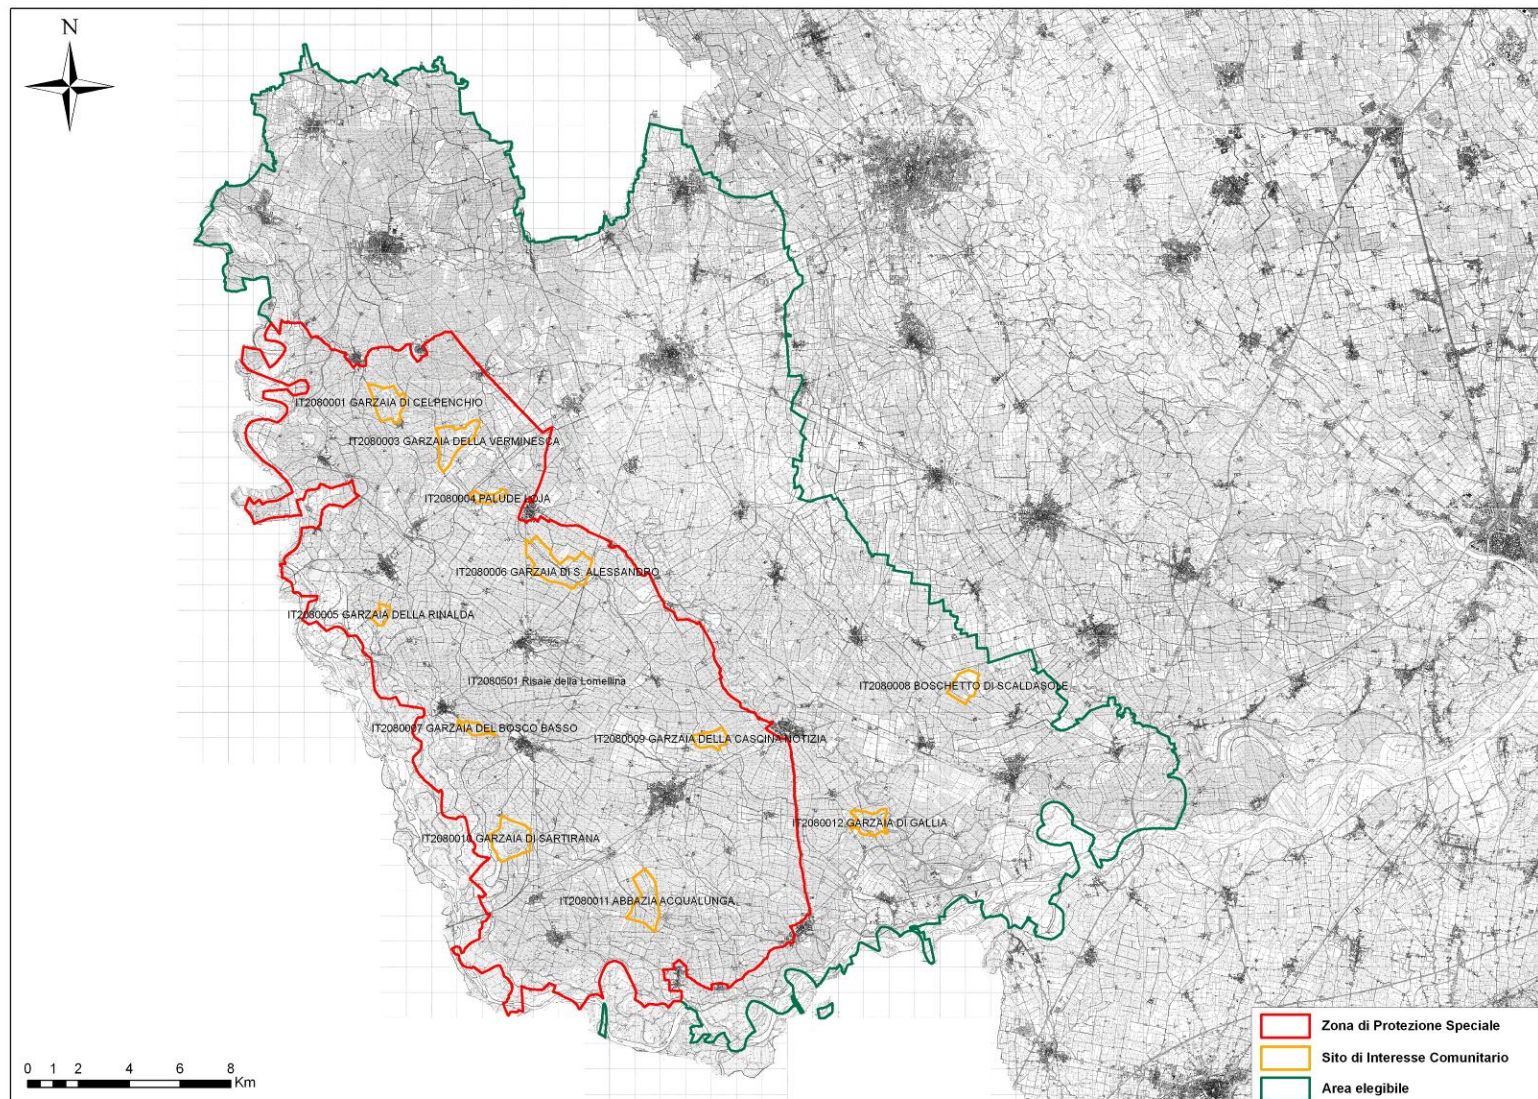 N
IT2080001 GARZAIA DI CELPENCHIO
IT2080003 GARZAIA DELLA VERMINESCA
IT2080004 PALUDE LOJA
IT2080006 GARZAIA DI S. ALESSANDRO
IT2080005 GARZAIA DELLA RINALDA
IT2080501 Risaie della Lomellina
IT2080008 BOSCHETTO DI SCALDASOLE
IT2080007 GARZAIA DEL BOSCO BASSO
IT2080009 GARZAIA DELLA CASCINA NOTIZIA
IT2080012 GARZAIA DI GALLIA
IT2080010 GARZAIA DI SARTIRANA
IT2080011 ABBAZIA ACQUALUNGA
Zona di Protezione Speciale
Sito di Interesse Comunitario
Area elegibile
0 1 2 4 6 8
Km